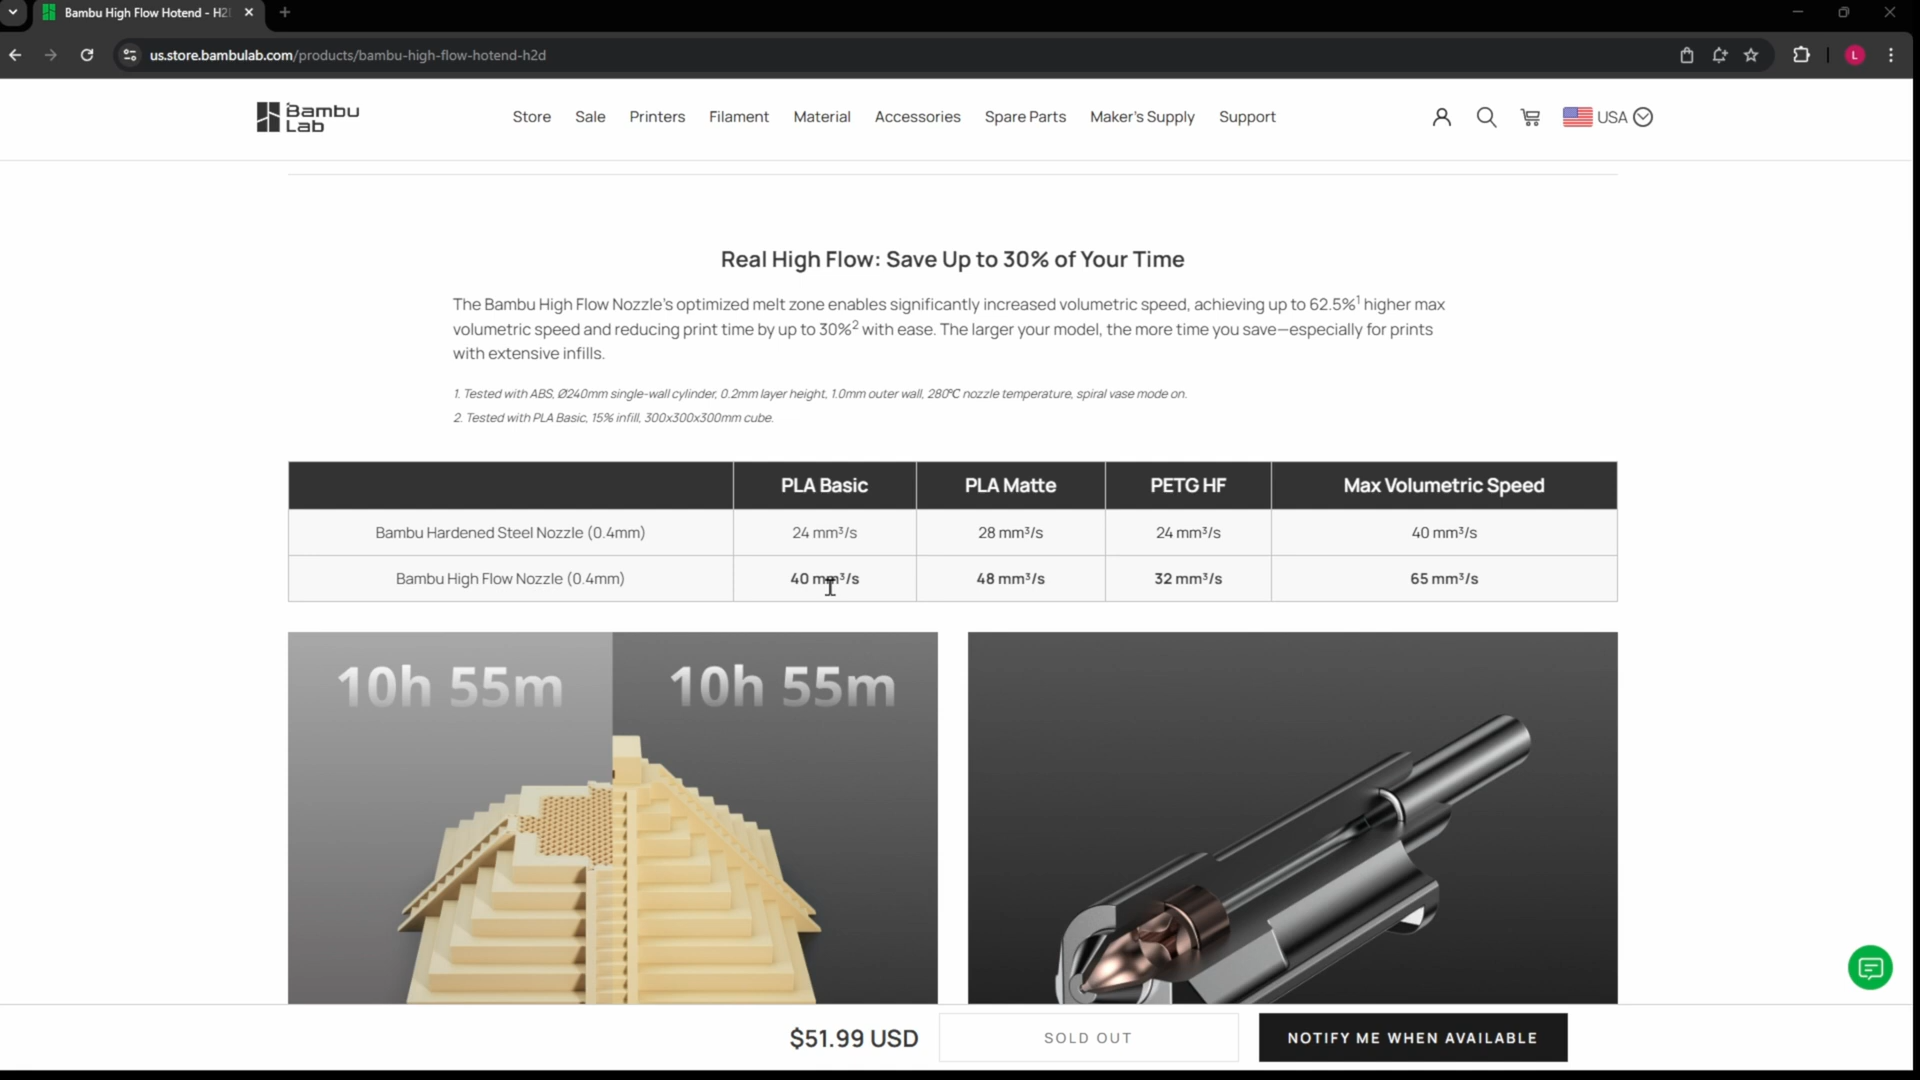 Bambu High Flow Hotend - H2
us.store.bambulab.com/products/bambu-high-flow-hotend-h2d
L
Bambu Lab
Store Sale Printers Filament Material Accessories Spare Parts Maker's Supply Support
USA
Real High Flow: Save Up to 30% of Your Time
The Bambu High Flow Nozzle's optimized melt zone enables significantly increased volumetric speed, achieving up to 62.5%¹ higher max
volumetric speed and reducing print time by up to 30%² with ease. The larger your model, the more time you save—especially for prints
with extensive infills.
1. Tested with ABS, Ø240mm single-wall cylinder, 0.2mm layer height, 1.0mm outer wall, 280℃ nozzle temperature, spiral vase mode on.
2. Tested with PLA Basic, 15% infill, 300x300x300mm cube.
PLA Basic PLA Matte PETG HF Max Volumetric Speed
Bambu Hardened Steel Nozzle (0.4mm) 24 mm³/s 28 mm³/s 24 mm³/s 40 mm³/s
Bambu High Flow Nozzle (0.4mm) 40 mm³/s 48 mm³/s 32 mm³/s 65 mm³/s
10h 55m 10h 55m
$51.99 USD SOLD OUT NOTIFY ME WHEN AVAILABLE